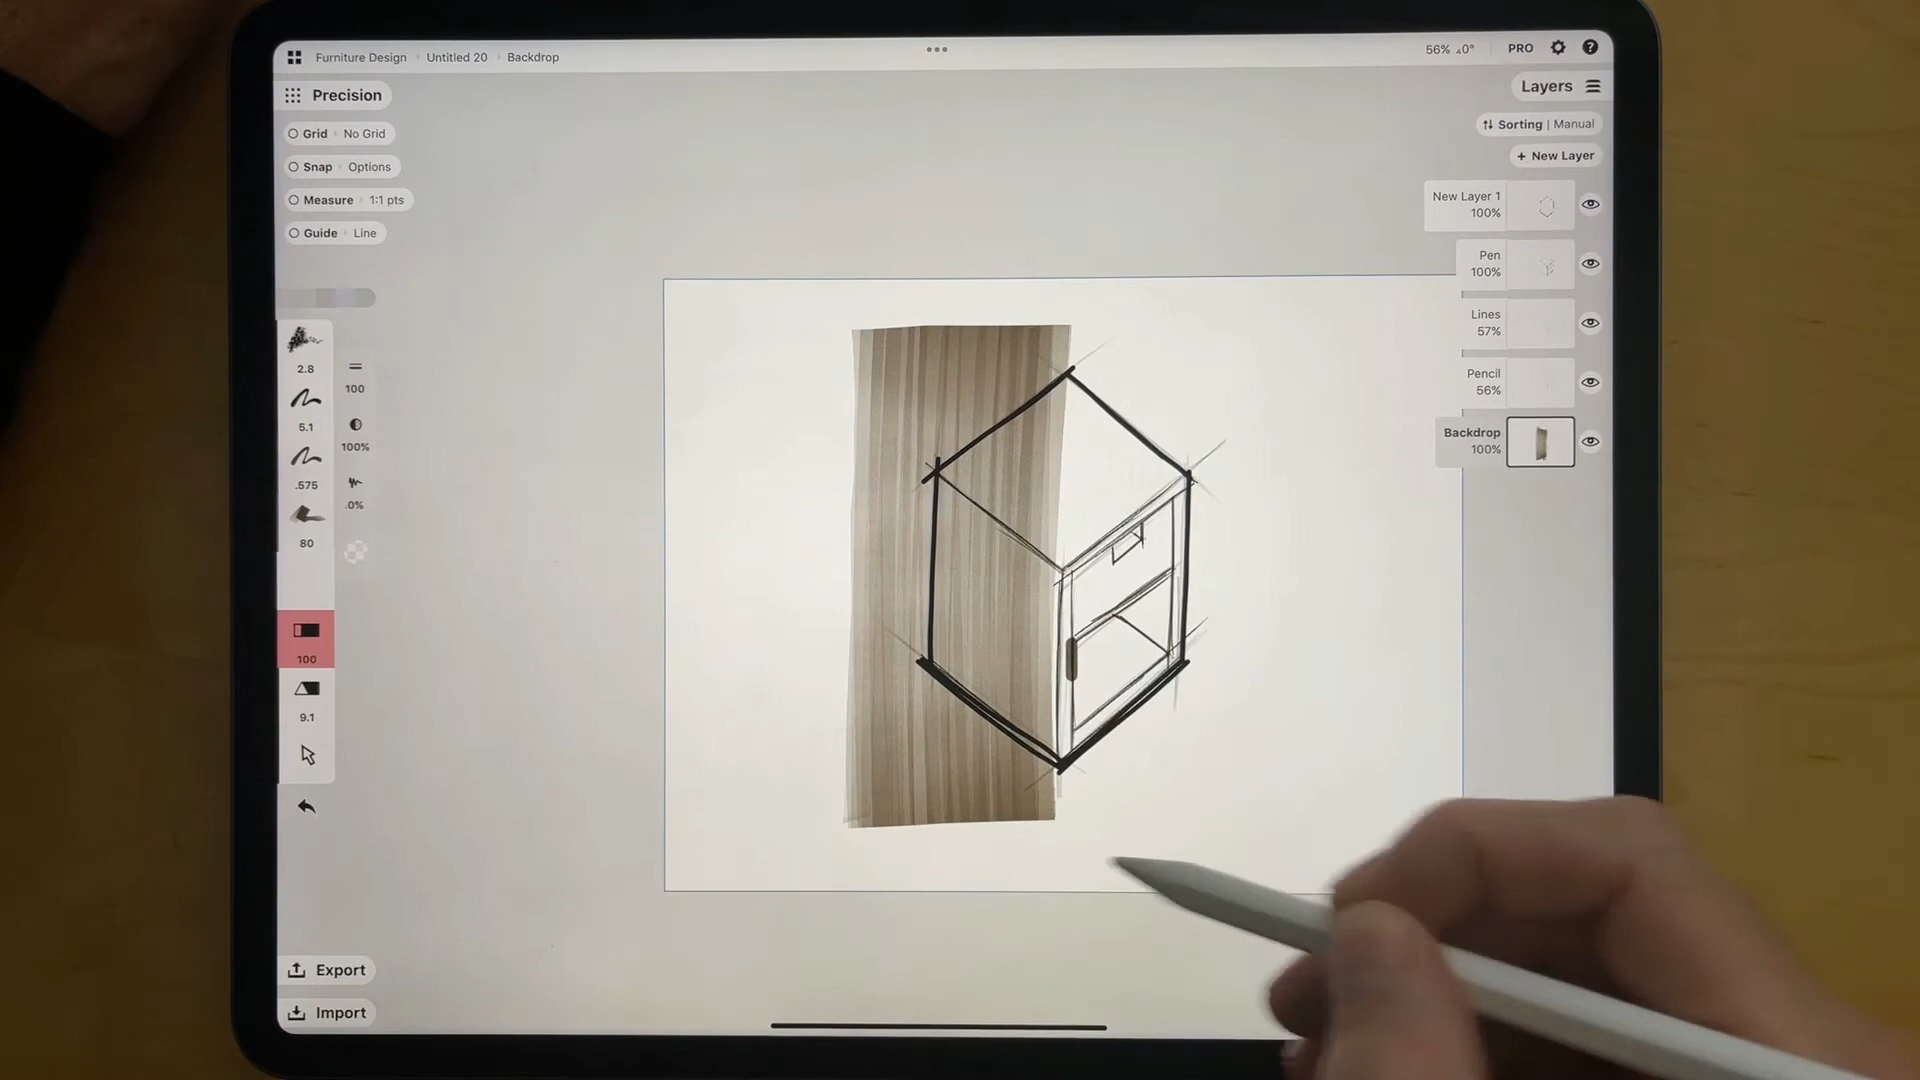 Furniture Design › Untitled 20 › Backdrop
56% ⊿0° PRO ?
Precision
Layers
Grid › No Grid
Sorting | Manual
Snap › Options
+ New Layer
Measure › 1:1 pts
New Layer 1
100%
Guide › Line
Pen
100%
Lines
57%
2.8
100
5.1
Pencil
56%
100%
Backdrop
100%
.575
.0%
80
100
9.1
Export
Import